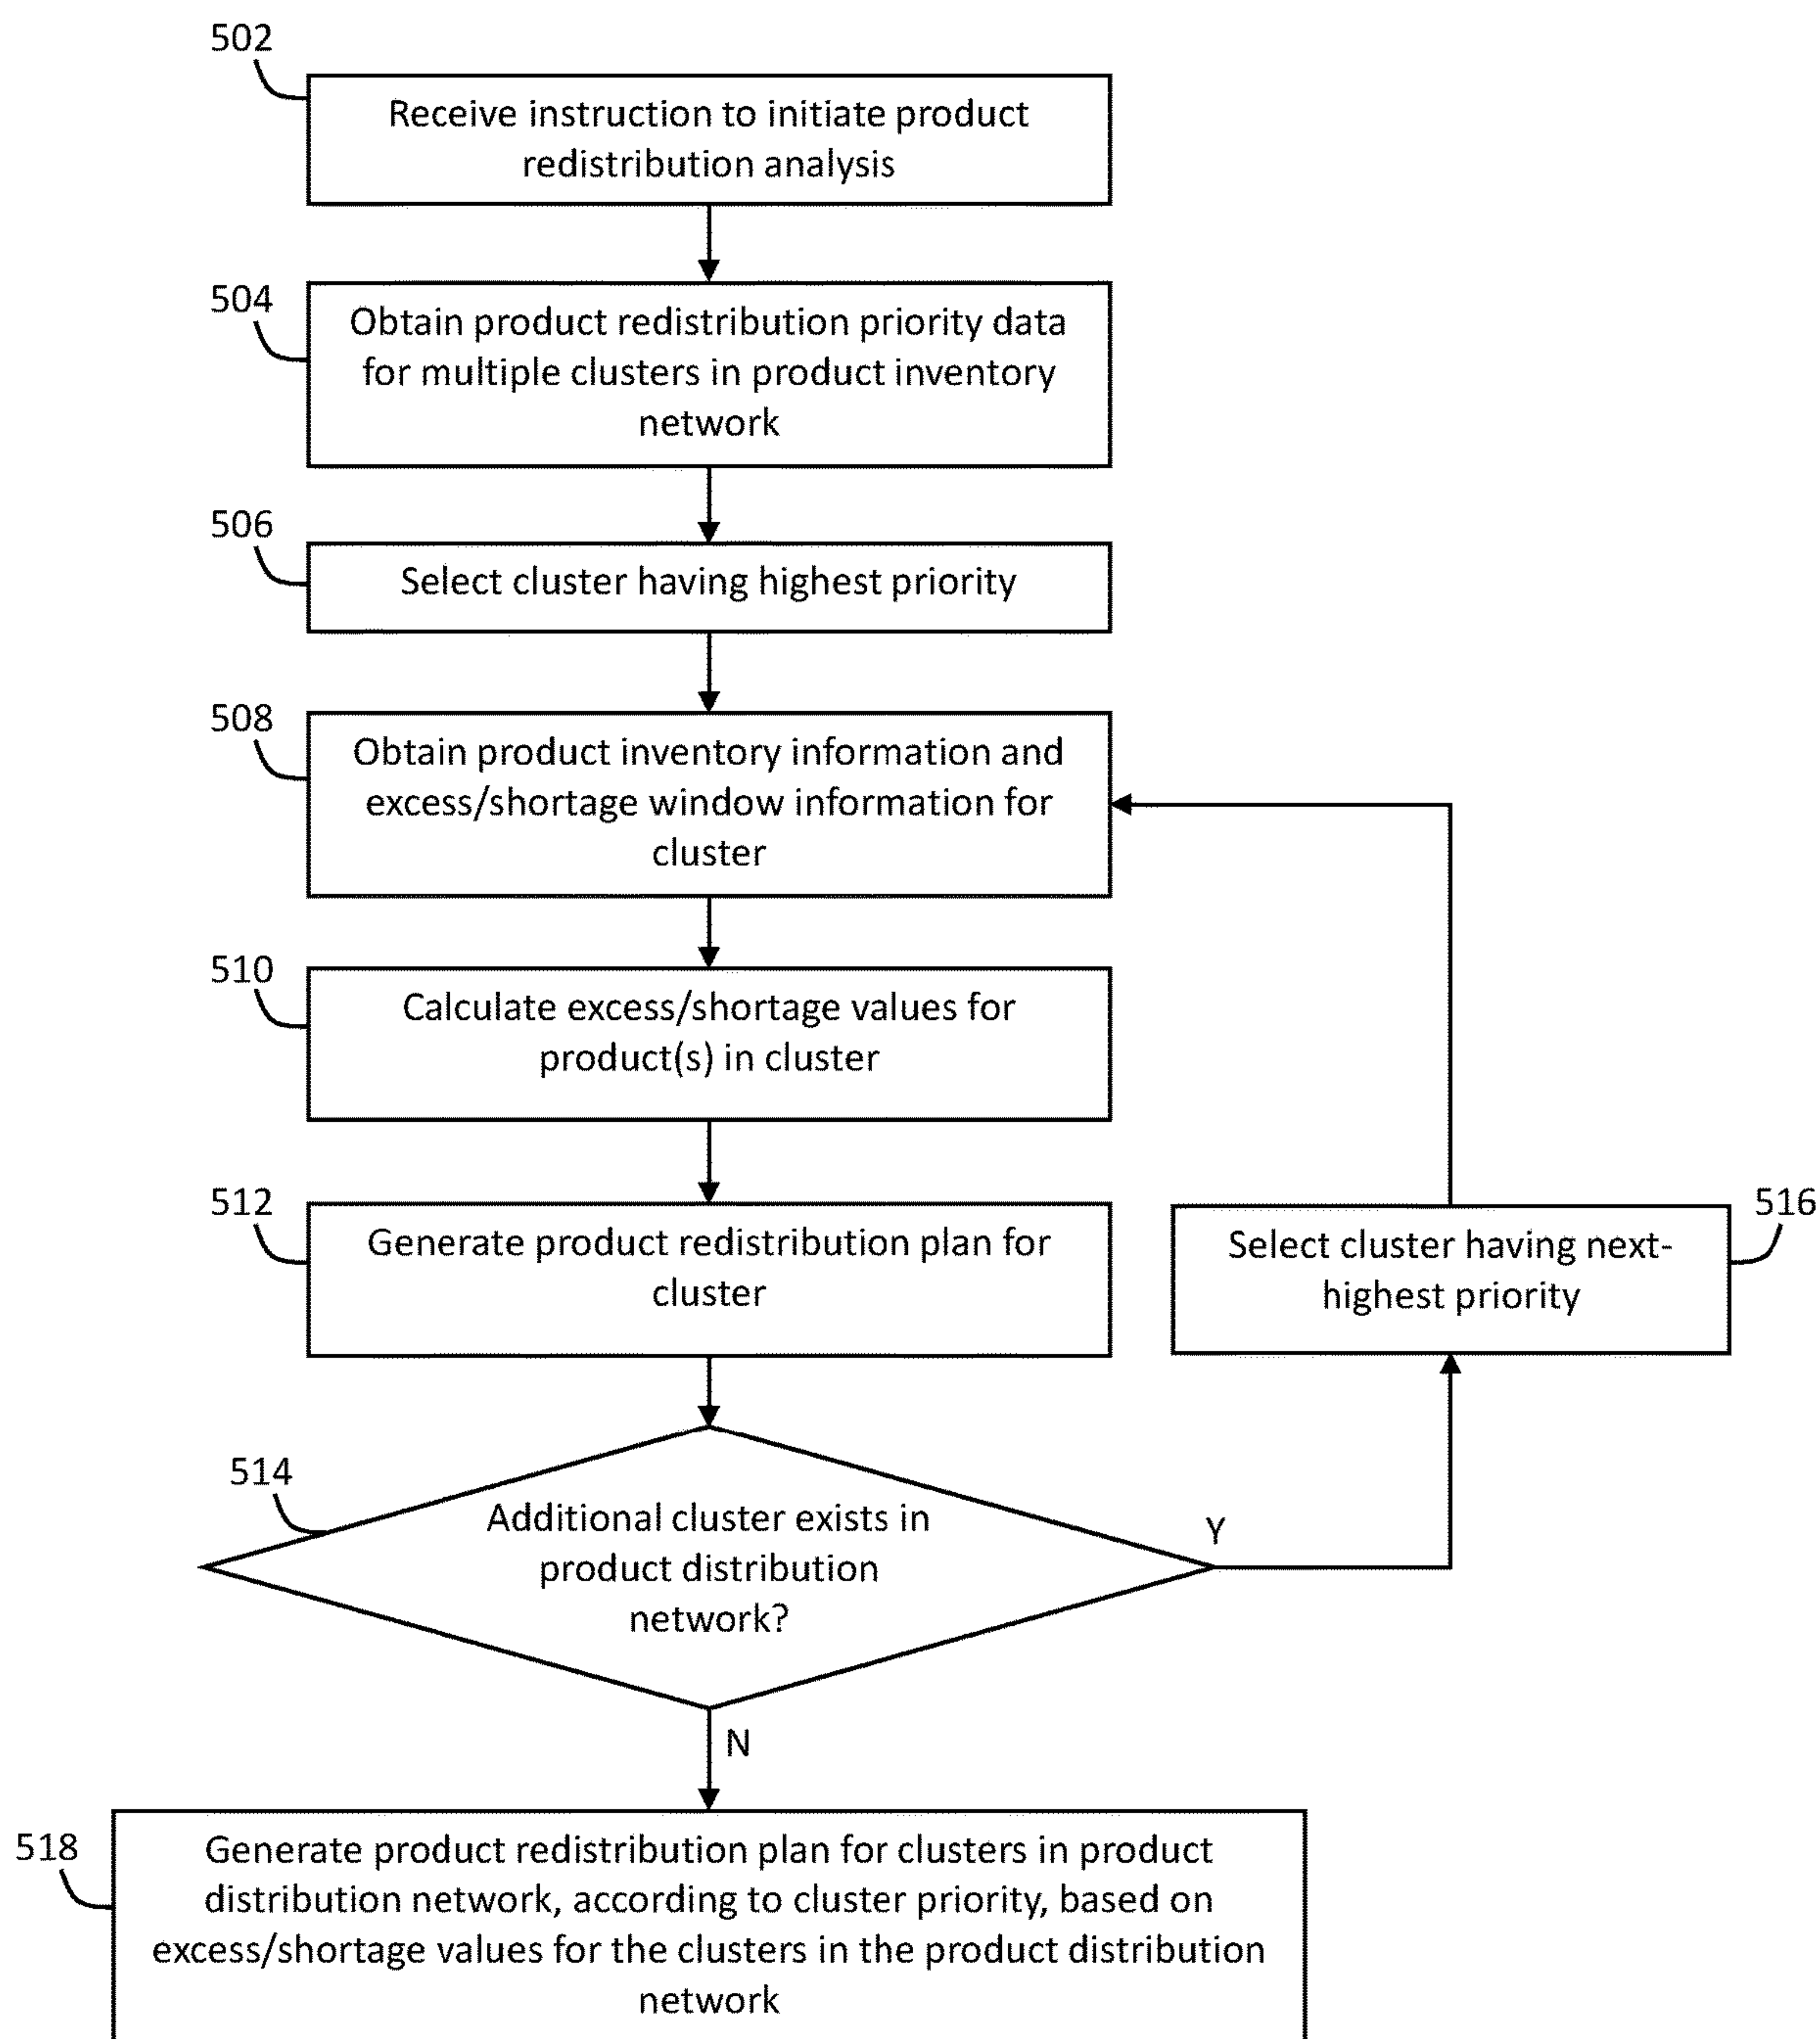 502
Receive instruction to initiate product
redistribution analysis
504
Obtain product redistribution priority data
for multiple clusters in product inventory
network
506
Select cluster having highest priority
508
Obtain product inventory information and
excess/shortage window information for
cluster
510
Calculate excess/shortage values for
product(s) in cluster
512
Generate product redistribution plan for
cluster
516
Select cluster having next-
highest priority
514
Additional cluster exists in
product distribution
network?
Y
N
518
Generate product redistribution plan for clusters in product
distribution network, according to cluster priority, based on
excess/shortage values for the clusters in the product distribution
network